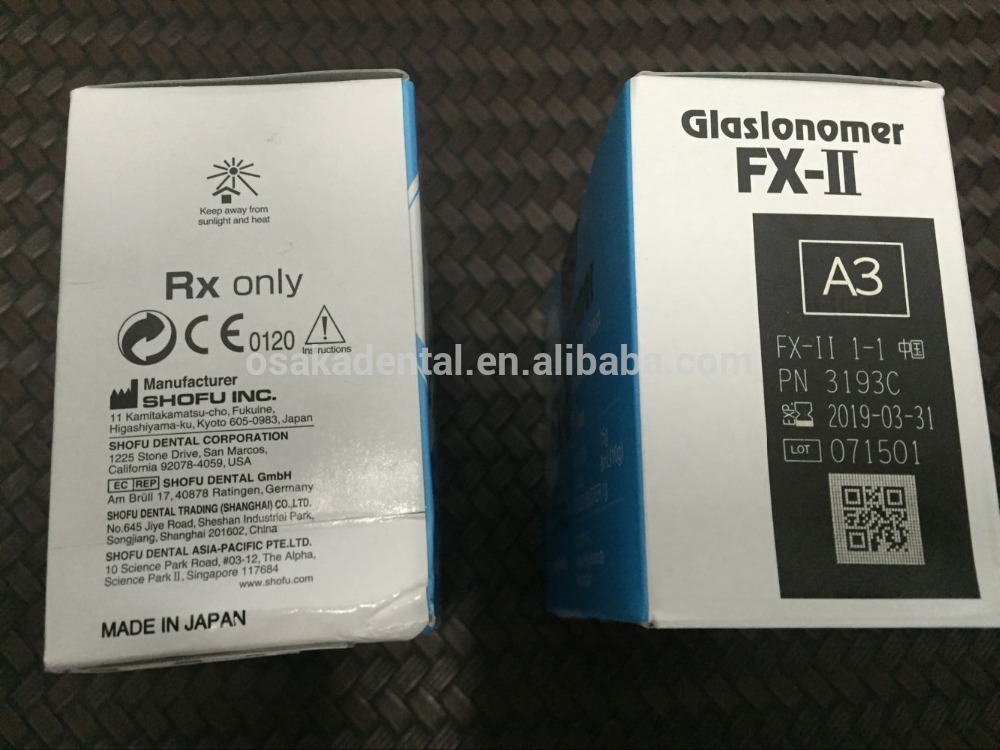 Keep away from
sunlight and heat
Rx only
CE 0120
Instructions
Manufacturer
SHOFU INC.
11 Kamitakamatsu-cho, Fukuine,
Higashiyama-ku, Kyoto 605-0983, Japan
SHOFU DENTAL CORPORATION
1225 Stone Drive, San Marcos,
California 92078-4059, USA
EC REP SHOFU DENTAL GmbH
Am Brüll 17, 40878 Ratingen, Germany
SHOFU DENTAL TRADING (SHANGHAI) CO.,LTD.
No.645 Jiye Road, Sheshan Industrial Park,
Songjiang, Shanghai 201602, China
SHOFU DENTAL ASIA-PACIFIC PTE.LTD.
10 Science Park Road, #03-12, The Alpha,
Science Park II, Singapore 117684
www.shofu.com
MADE IN JAPAN
GlasIonomer
FX-II
A3
FX-II 1-1 中国
PN 3193C
EXP. 2019-03-31
LOT 071501
osakadental.en.alibaba.com